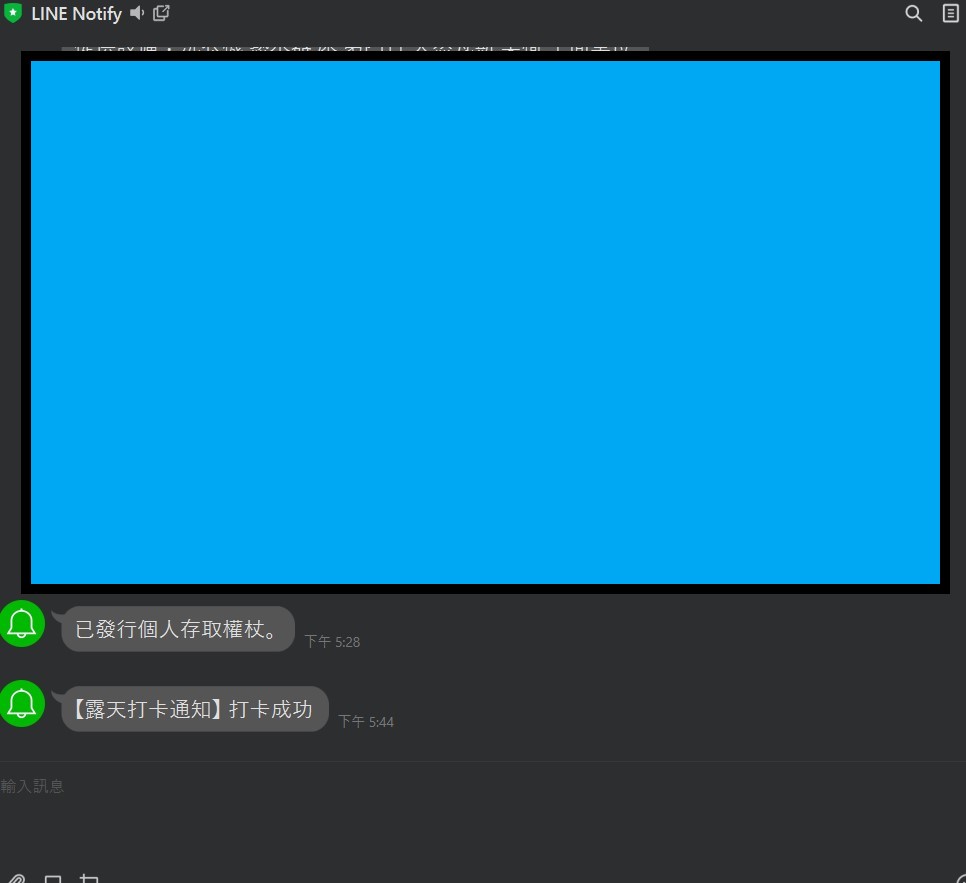 LINE Notify
已發行個人存取權杖。
下午 5:28
【露天打卡通知】打卡成功
下午 5:44
輸入訊息